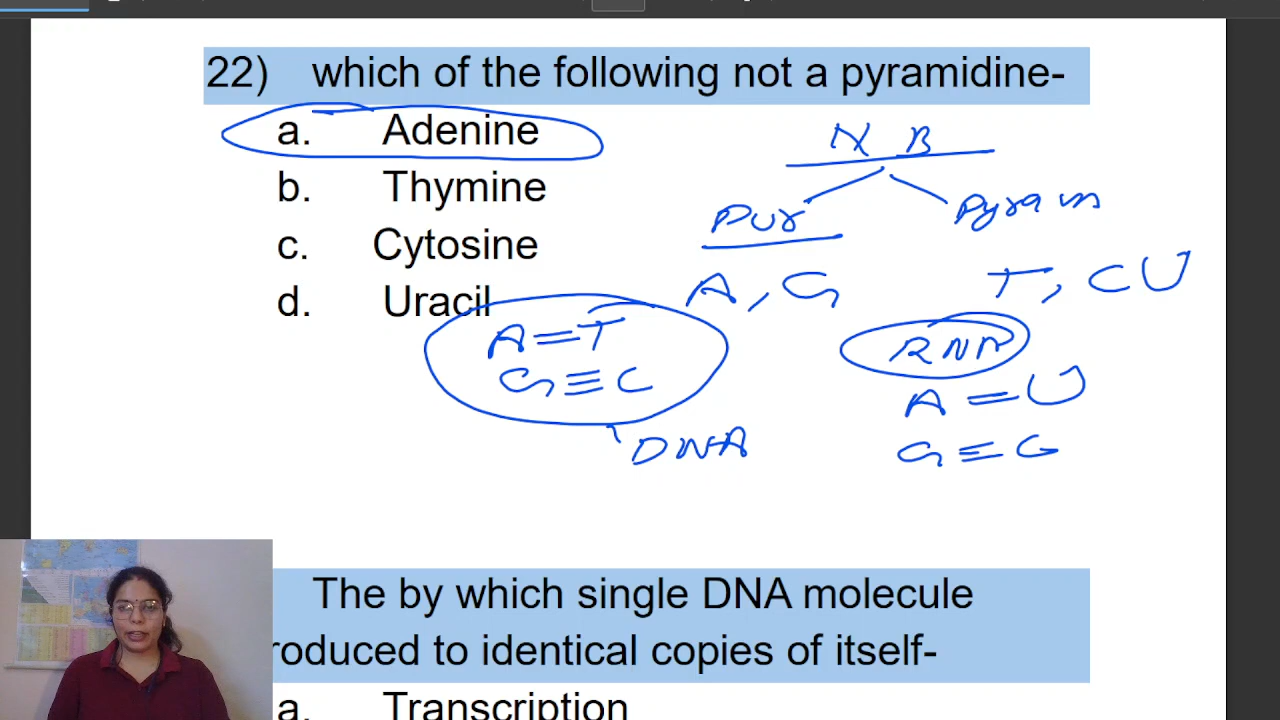 22) which of the following not a pyramidine-
a. Adenine
b. Thymine
c. Cytosine
d. Uracil
N B
Pur
Pyram
A, G
T, C U
A=T
G≡C
DNA
RNA
A=U
G≡C
The by which single DNA molecule
roduced to identical copies of itself-
a. Transcription